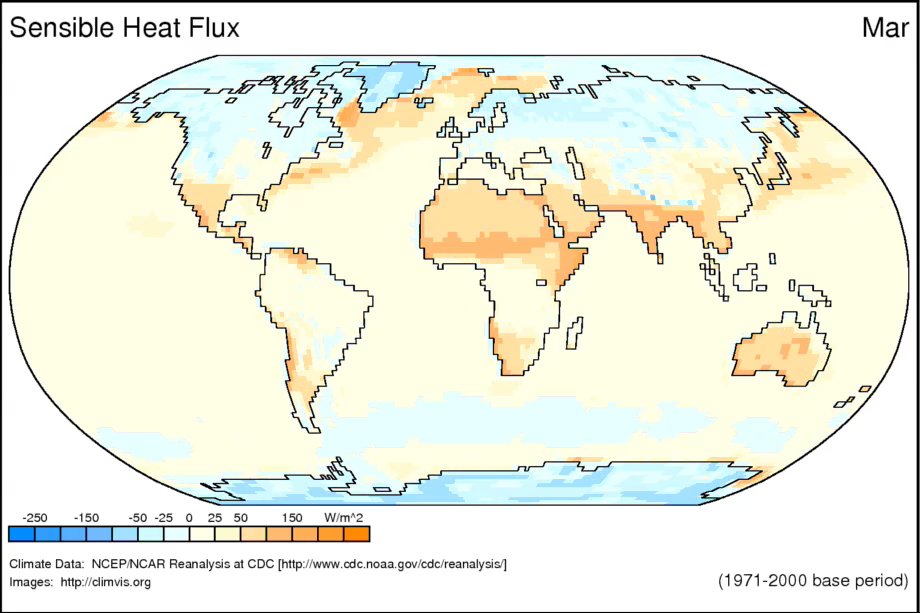 Sensible Heat Flux
Mar
-250 -150 -50 -25 0 25 50 150 W/m^2
Climate Data: NCEP/NCAR Reanalysis at CDC [http://www.cdc.noaa.gov/cdc/reanalysis/]
Images: http://climvis.org
(1971-2000 base period)